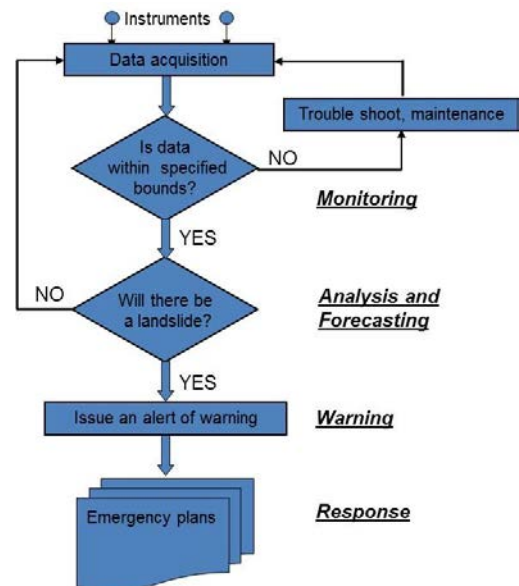 Instruments
Data acquisition
Trouble shoot, maintenance
Is data
within specified
bounds?
NO
Monitoring
YES
NO
Will there be
a landslide?
Analysis and
Forecasting
YES
Issue an alert of warning
Warning
Emergency plans
Response